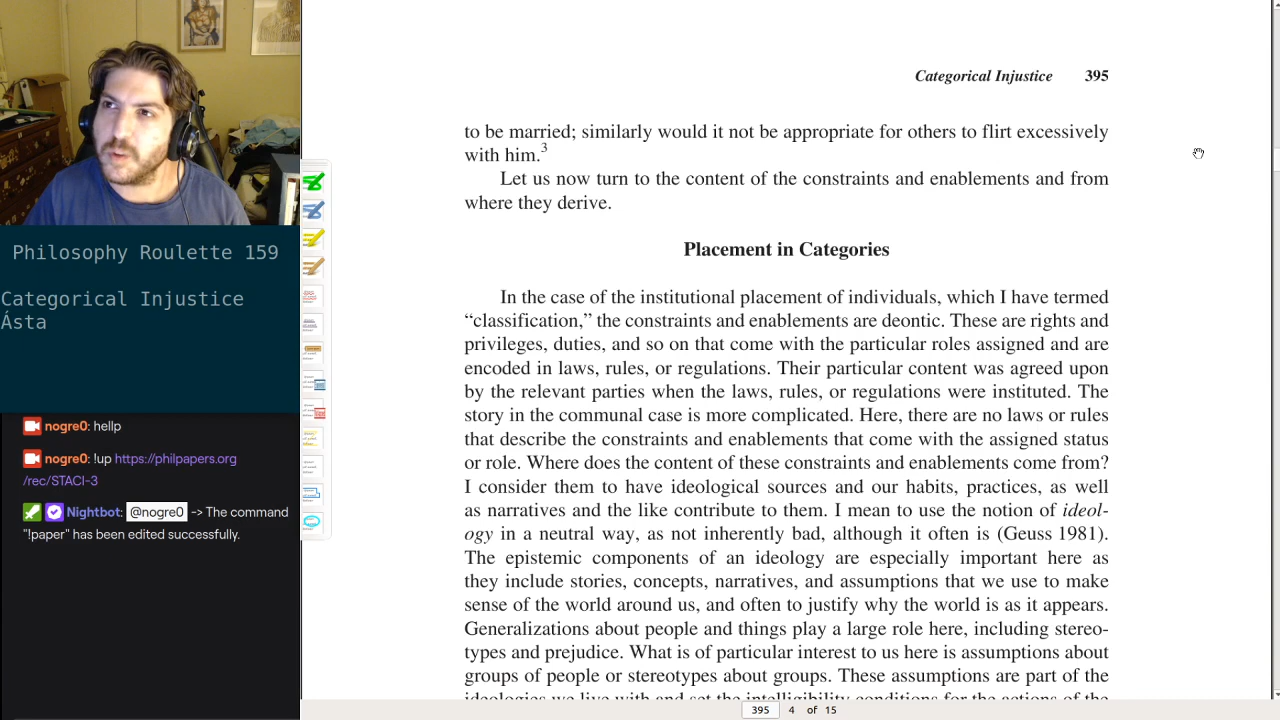 Categorical Injustice 395
to be married; similarly would it not be appropriate for others to flirt excessively
with him.3
Let us now turn to the content of the constraints and enablements and from
where they derive.
Placement in Categories
In the case of the institutional placement of individuals, which I have termed
the constraints and enablements are deontic.
privileges, duties, and so on that come with the particular roles assigned and are
encoded in laws, rules, or regulations. Their particular content was agreed upon
by the relevant parties when the laws, rules, or regulations were secured.
in the communal case is more complicated. Here, there are no laws or rules
that describe the constraints and enablements that come with the assigned status
or role. Where does the content of these constraints and enablements come from?
I consider them to have ideological sources and our habits, practices, as well
as narratives and the like contribute to them. I mean to use the notion of ideol-
ogy in a neutral way, as not inherently bad, although it often is (Geuss 1981).
The epistemic components of an ideology are especially important here as
they include stories, concepts, narratives, and assumptions that we use to make
sense of the world around us, and often to justify why the world is as it appears.
Generalizations about people and things play a large role here, including stereo-
types and prejudice. What is of particular interest to us here is assumptions about
groups of people or stereotypes about groups. These assumptions are part of the
ideologies we live with and set the intelligibility conditions for the actions of the
Philosophy Roulette 159
Categorical Injustice
Ásta
nogre0: hellp
nogre0: !up https://philpapers.org
/rec/STACI-3
Nightbot: @nogre0 -> The command
"!paper" has been edited successfully.
395 4 of 15